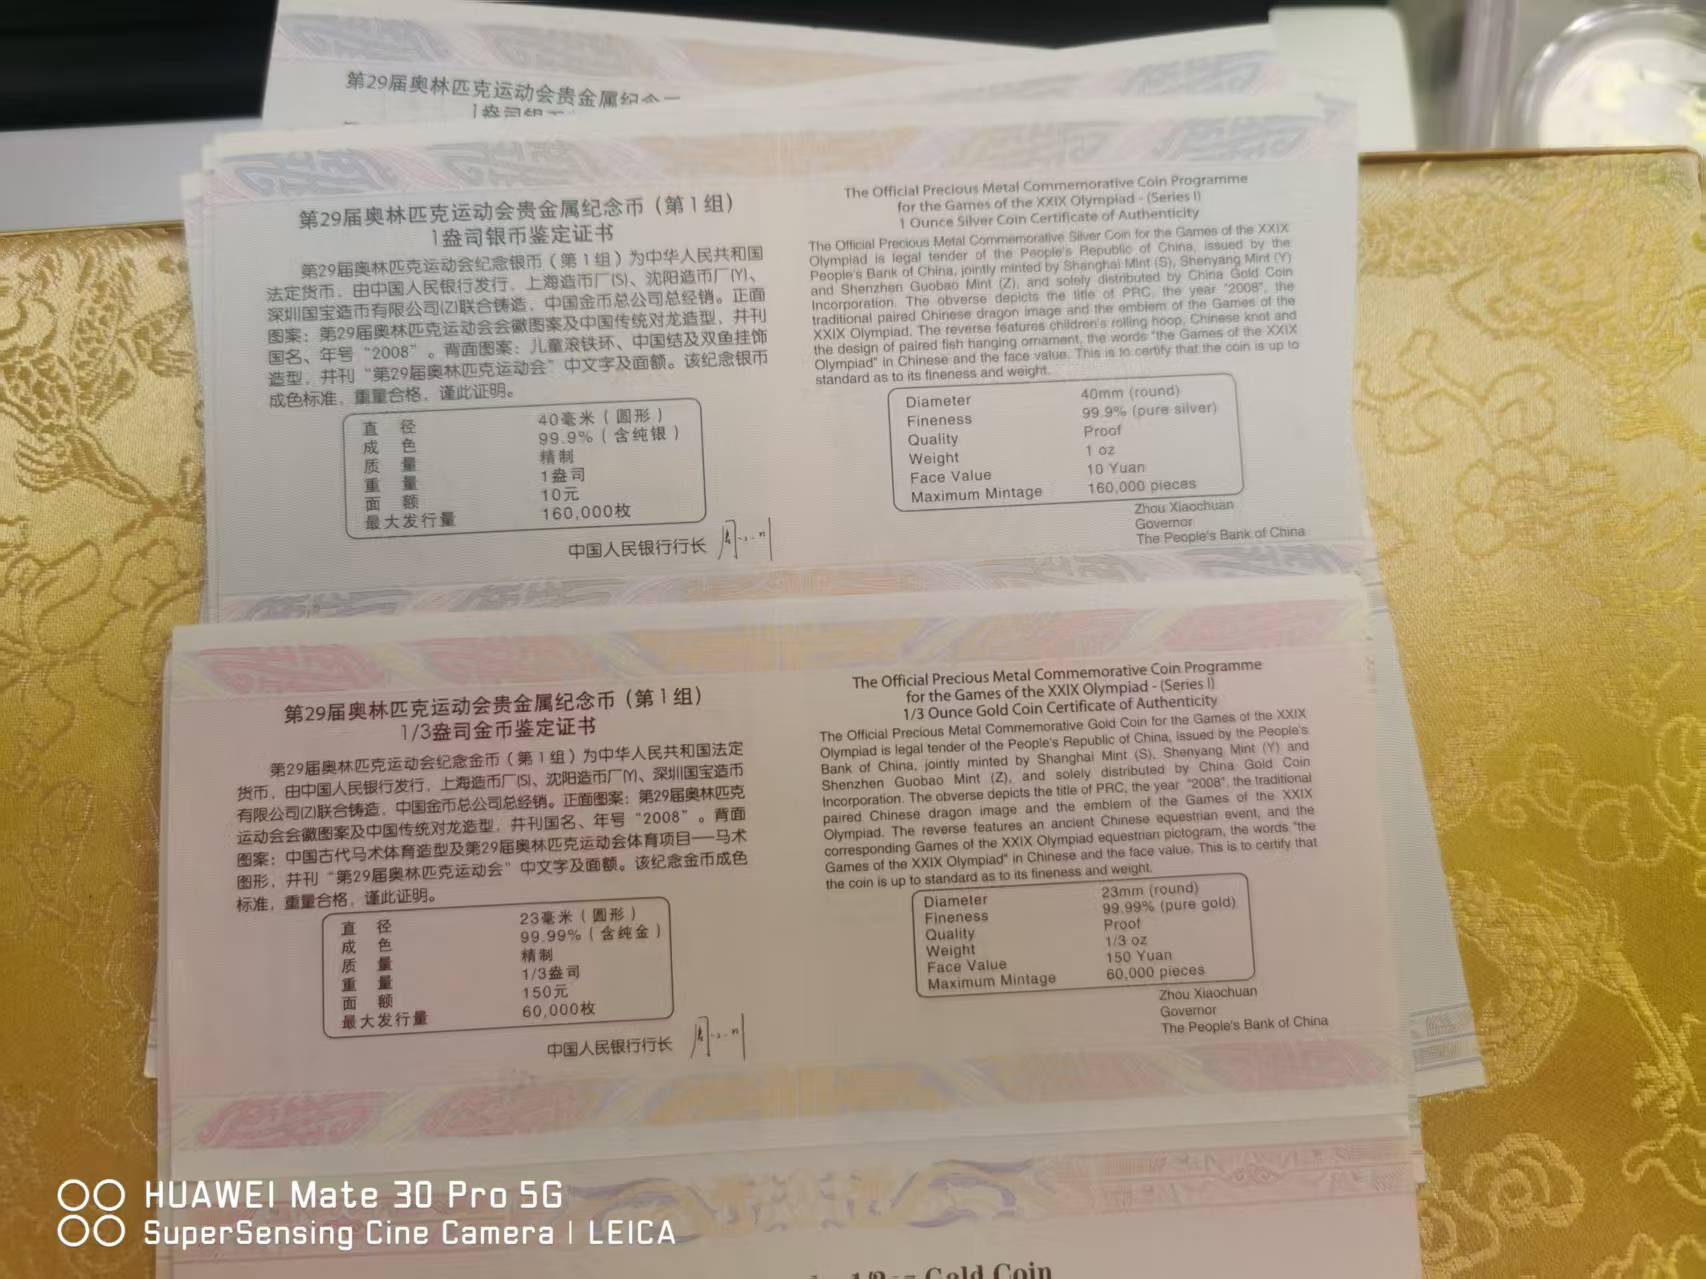 第29届奥林匹克运动会贵金属纪念
1盎司银币
第29届奥林匹克运动会贵金属纪念币（第1组）
1盎司银币鉴定证书
第29届奥林匹克运动会纪念银币（第1组）为中华人民共和国
法定货币，由中国人民银行发行，上海造币厂(S)、沈阳造币厂(Y)、
深圳国宝造币有限公司(Z)联合铸造，中国金币总公司总经销。正面
图案：第29届奥林匹克运动会会徽图案及中国传统对龙造型，并刊
国名、年号“2008”。背面图案：儿童滚铁环、中国结及双鱼挂饰
造型，并刊“第29届奥林匹克运动会”中文字及面额。该纪念银币
成色标准，重量合格，谨此证明。
直 径 40毫米（圆形）
成 色 99.9%（含纯银）
质 量 精制
重 量 1盎司
面 额 10元
最大发行量 160,000枚
中国人民银行行长
The Official Precious Metal Commemorative Coin Programme
for the Games of the XXIX Olympiad - (Series I)
1 Ounce Silver Coin Certificate of Authenticity
The Official Precious Metal Commemorative Silver Coin for the Games of the XXIX
Olympiad is legal tender of the People's Republic of China, issued by the
People's Bank of China, jointly minted by Shanghai Mint (S), Shenyang Mint (Y)
and Shenzhen Guobao Mint (Z), and solely distributed by China Gold Coin
Incorporation. The obverse depicts the title of PRC, the year "2008", the
traditional paired Chinese dragon image and the emblem of the Games of the
XXIX Olympiad. The reverse features children's rolling hoop, Chinese knot and
the design of paired fish hanging ornament, the words "the Games of the XXIX
Olympiad" in Chinese and the face value. This is to certify that the coin is up to
standard as to its fineness and weight.
Diameter 40mm (round)
Fineness 99.9% (pure silver)
Quality Proof
Weight 1 oz
Face Value 10 Yuan
Maximum Mintage 160,000 pieces
Zhou Xiaochuan
Governor
The People's Bank of China
第29届奥林匹克运动会贵金属纪念币（第1组）
1/3盎司金币鉴定证书
第29届奥林匹克运动会纪念金币（第1组）为中华人民共和国法定
货币，由中国人民银行发行，上海造币厂(S)、沈阳造币厂(Y)、深圳国宝造币
有限公司(Z)联合铸造，中国金币总公司总经销。正面图案：第29届奥林匹克
运动会会徽图案及中国传统对龙造型，并刊国名、年号“2008”。背面
图案：中国古代马术体育造型及第29届奥林匹克运动会体育项目——马术
图形，并刊“第29届奥林匹克运动会”中文字及面额。该纪念金币成色
标准，重量合格，谨此证明。
直 径 23毫米（圆形）
成 色 99.99%（含纯金）
质 量 精制
重 量 1/3盎司
面 额 150元
最大发行量 60,000枚
中国人民银行行长
The Official Precious Metal Commemorative Coin Programme
for the Games of the XXIX Olympiad - (Series I)
1/3 Ounce Gold Coin Certificate of Authenticity
The Official Precious Metal Commemorative Gold Coin for the Games of the XXIX
Olympiad is legal tender of the People's Republic of China, issued by the People's
Bank of China, jointly minted by Shanghai Mint (S), Shenyang Mint (Y) and
Shenzhen Guobao Mint (Z), and solely distributed by China Gold Coin
Incorporation. The obverse depicts the title of PRC, the year "2008", the traditional
paired Chinese dragon image and the emblem of the Games of the XXIX
Olympiad. The reverse features an ancient Chinese equestrian event, and the
corresponding Games of the XXIX Olympiad equestrian pictogram, the words "the
Games of the XXIX Olympiad" in Chinese and the face value. This is to certify that
the coin is up to standard as to its fineness and weight.
Diameter 23mm (round)
Fineness 99.99% (pure gold)
Quality Proof
Weight 1/3 oz
Face Value 150 Yuan
Maximum Mintage 60,000 pieces
Zhou Xiaochuan
Governor
The People's Bank of China
Gold Coin
HUAWEI Mate 30 Pro 5G
SuperSensing Cine Camera | LEICA